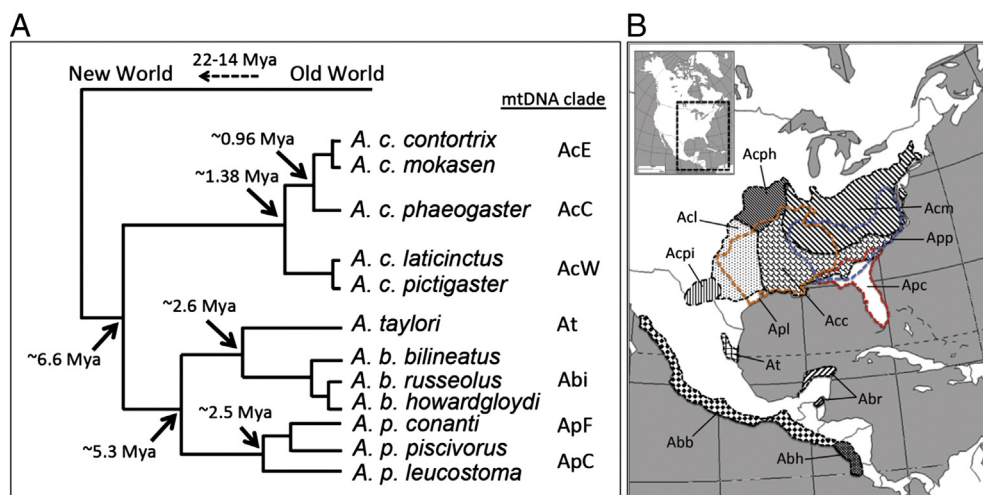 A
B
22-14 Mya
New World
Old World
mtDNA clade
~0.96 Mya
A. c. contortrix
AcE
A. c. mokasen
~1.38 Mya
A. c. phaeogaster
AcC
A. c. laticinctus
AcW
A. c. pictigaster
~2.6 Mya
A. taylori
At
~6.6 Mya
A. b. bilineatus
A. b. russeolus
Abi
A. b. howardgloydi
~2.5 Mya
A. p. conanti
ApF
~5.3 Mya
A. p. piscivorus
ApC
A. p. leucostoma
Acph
Acl
Acm
Acpi
App
Apc
Apl
Acc
At
Abr
Abb
Abh